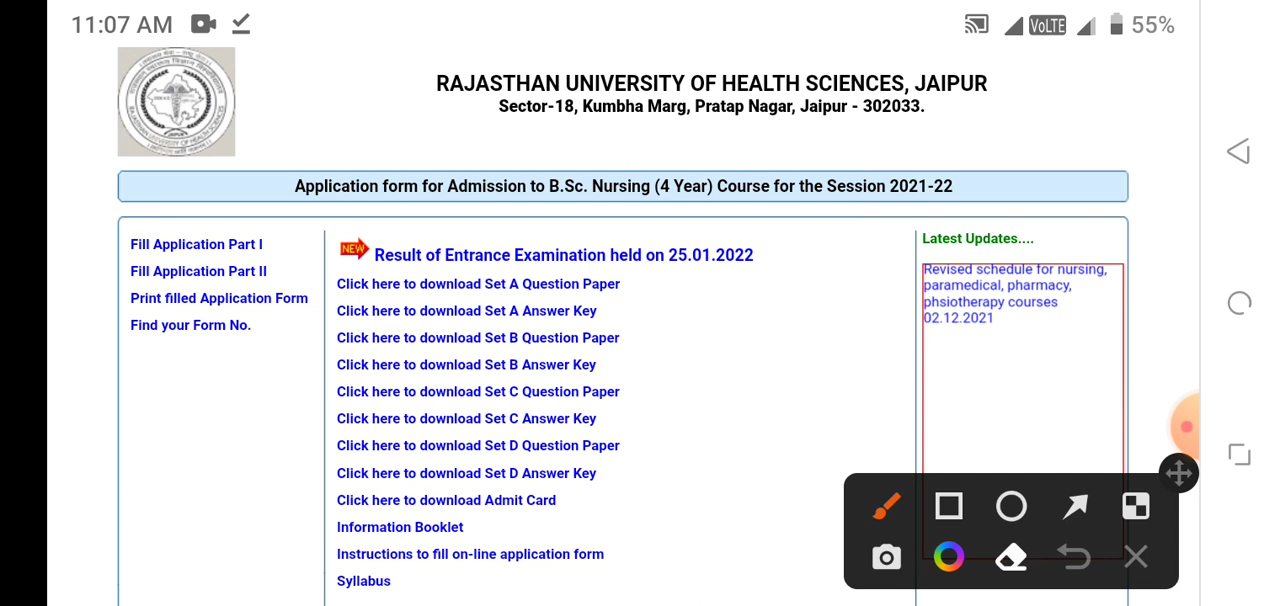 11:07 AM
VoLTE
55%
RAJASTHAN UNIVERSITY OF HEALTH SCIENCES, JAIPUR
Sector-18, Kumbha Marg, Pratap Nagar, Jaipur - 302033.
Application form for Admission to B.Sc. Nursing (4 Year) Course for the Session 2021-22
Fill Application Part I
Fill Application Part II
Print filled Application Form
Find your Form No.
NEW
Result of Entrance Examination held on 25.01.2022
Click here to download Set A Question Paper
Click here to download Set A Answer Key
Click here to download Set B Question Paper
Click here to download Set B Answer Key
Click here to download Set C Question Paper
Click here to download Set C Answer Key
Click here to download Set D Question Paper
Click here to download Set D Answer Key
Click here to download Admit Card
Information Booklet
Instructions to fill on-line application form
Syllabus
Latest Updates....
Revised schedule for nursing,
paramedical, pharmacy,
phsiotherapy courses
02.12.2021